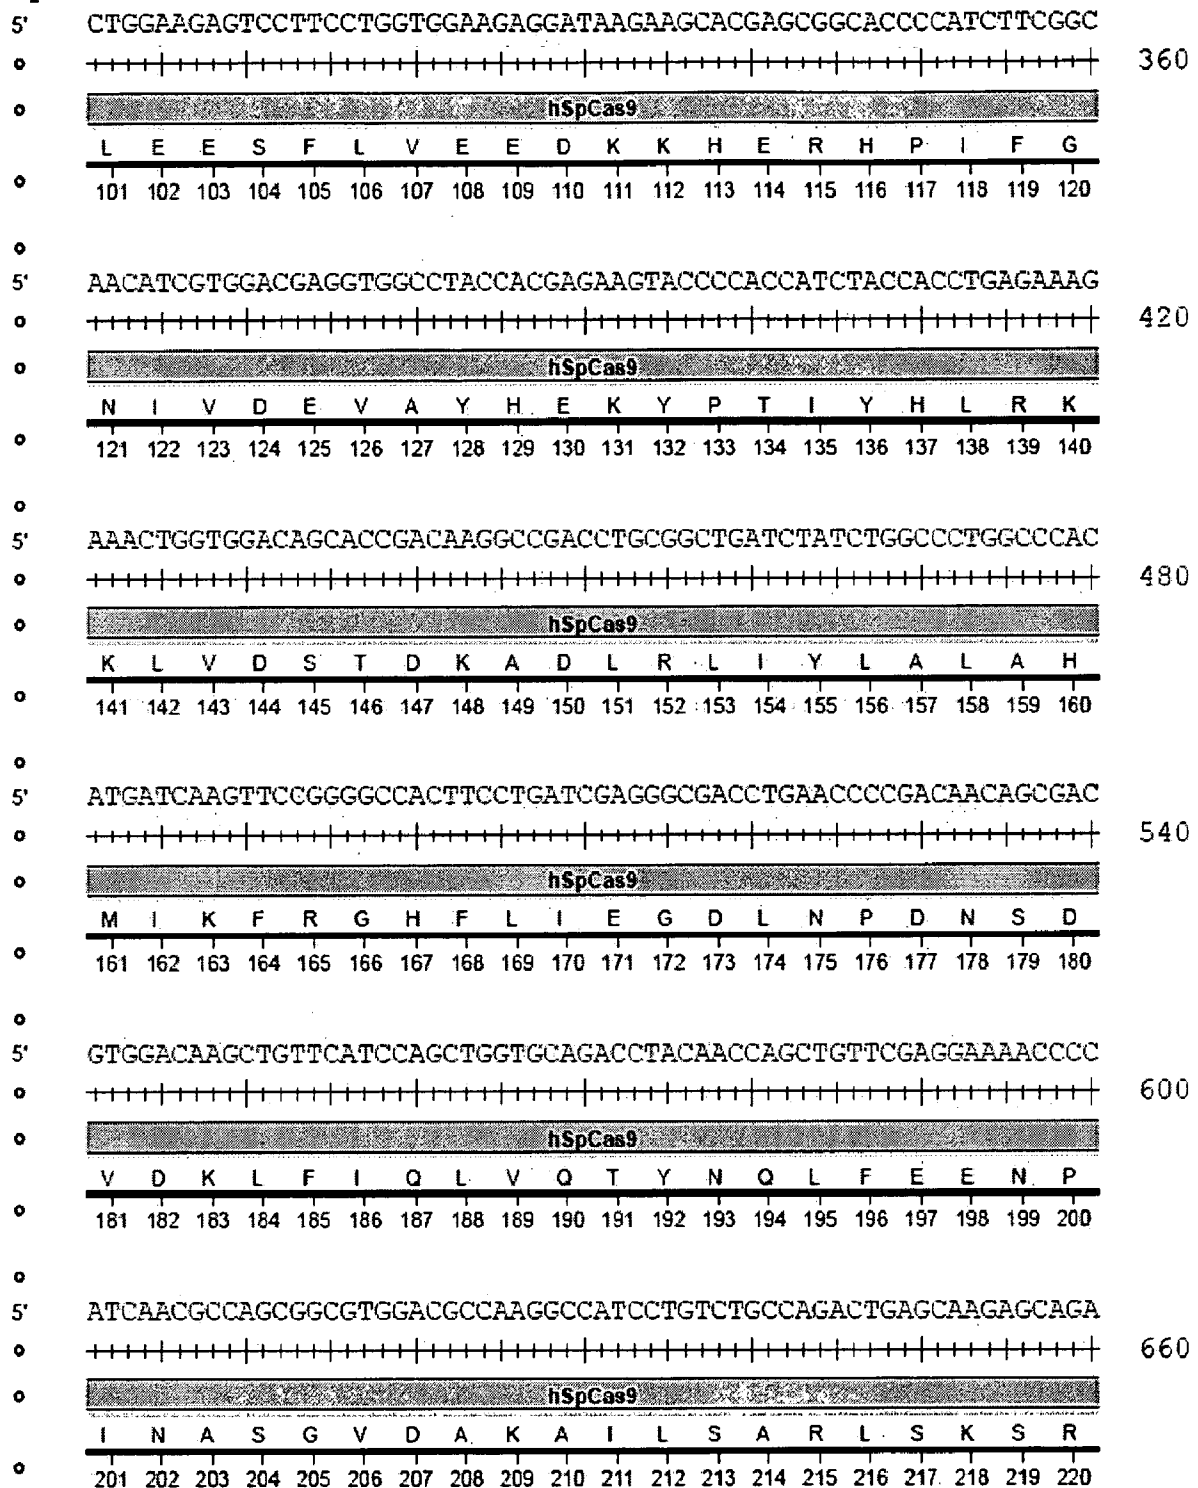 5' CTGGAAGAGTCCTTCCTGGTGGAAGAGGATAAGAAGCACGAGCGGCACCCCATCTTCGGC
360
hSpCas9
L E E S F L V E E D K K H E R H P I F G
101 102 103 104 105 106 107 108 109 110 111 112 113 114 115 116 117 118 119 120
5' AACATCGTGGACGAGGTGGCCTACCACGAGAAGTACCCCACCATCTACCACCTGAGAAAG
420
hSpCas9
N I V D E V A Y H E K Y P T I Y H L R K
121 122 123 124 125 126 127 128 129 130 131 132 133 134 135 136 137 138 139 140
5' AAACTGGTGGACAGCACCGACAAGGCCGACCTGCGGCTGATCTATCTGGCCCTGGCCCAC
480
hSpCas9
K L V D S T D K A D L R L I Y L A L A H
141 142 143 144 145 146 147 148 149 150 151 152 153 154 155 156 157 158 159 160
5' ATGATCAAGTTCCGGGGCCACTTCCTGATCGAGGGCGACCTGAACCCCGACAACAGCGAC
540
hSpCas9
M I K F R G H F L I E G D L N P D N S D
161 162 163 164 165 166 167 168 169 170 171 172 173 174 175 176 177 178 179 180
5' GTGGACAAGCTGTTCATCCAGCTGGTGCAGACCTACAACCAGCTGTTCGAGGAAAACCCC
600
hSpCas9
V D K L F I Q L V Q T Y N Q L F E E N P
181 182 183 184 185 186 187 188 189 190 191 192 193 194 195 196 197 198 199 200
5' ATCAACGCCAGCGGCGTGGACGCCAAGGCCATCCTGTCTGCCAGACTGAGCAAGAGCAGA
660
hSpCas9
I N A S G V D A K A I L S A R L S K S R
201 202 203 204 205 206 207 208 209 210 211 212 213 214 215 216 217 218 219 220